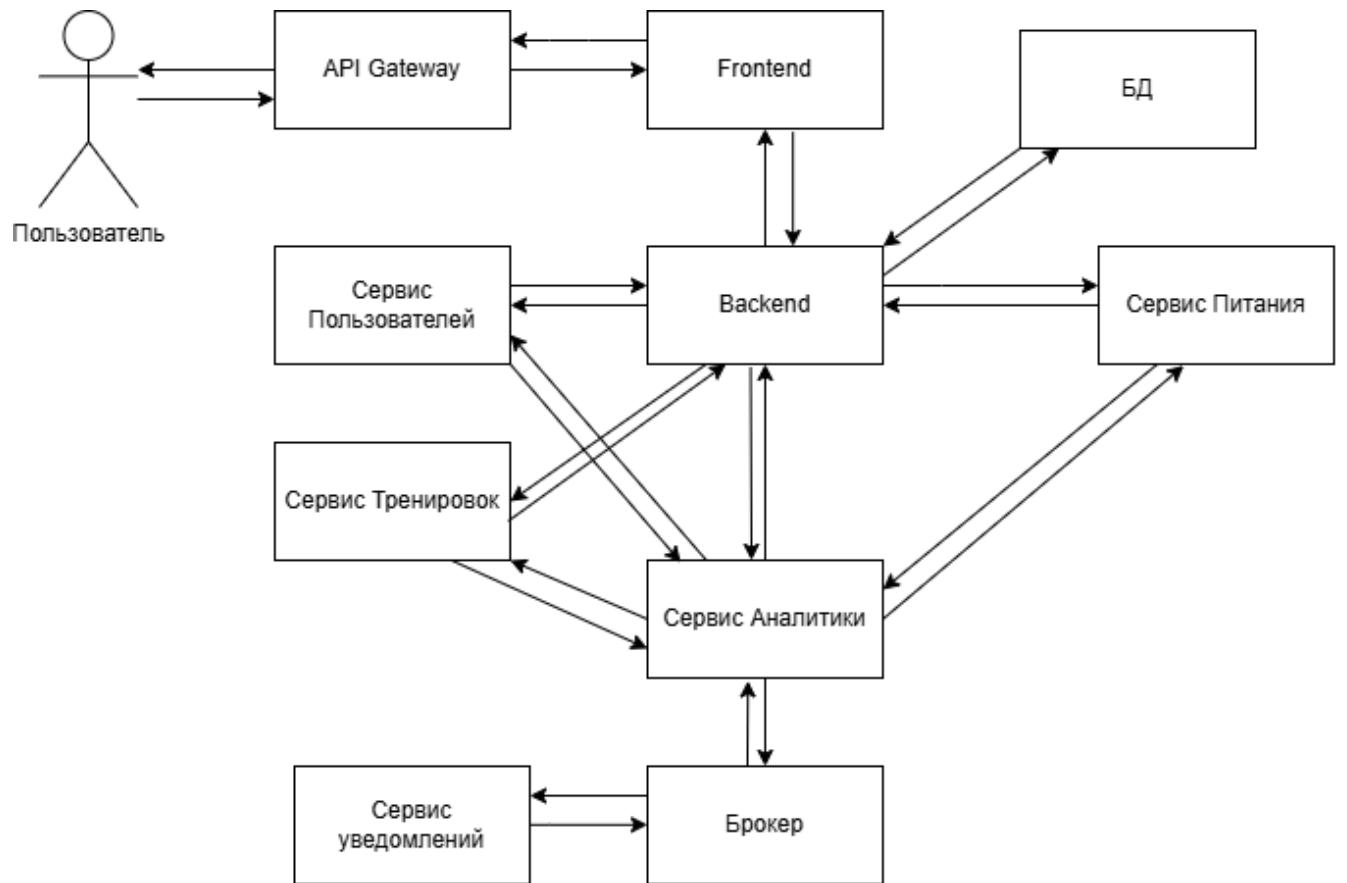 API Gateway
Frontend
БД
Пользователь
Сервис
Пользователей
Backend
Сервис Питания
Сервис Тренировок
Сервис Аналитики
Сервис
уведомлений
Брокер